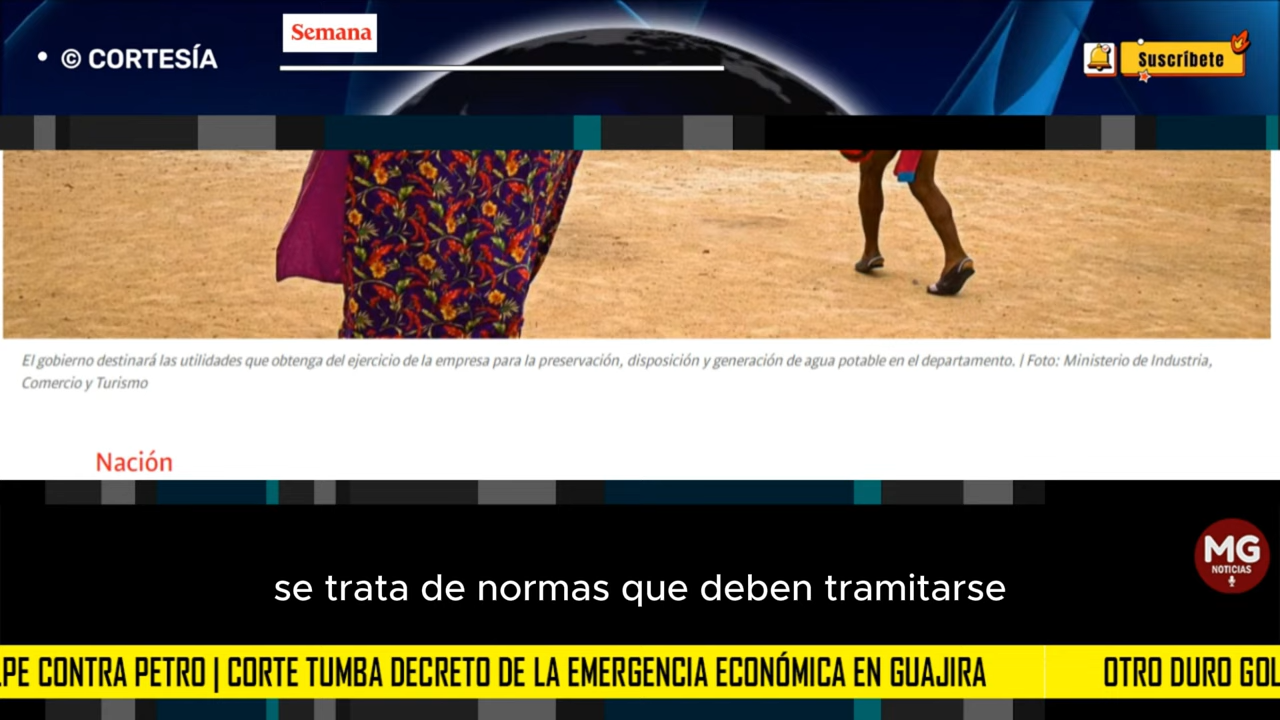 • © CORTESÍA
Semana
Suscríbete
El gobierno destinará las utilidades que obtenga del ejercicio de la empresa para la preservación, disposición y generación de agua potable en el departamento. | Foto: Ministerio de Industria,
Comercio y Turismo
Nación
MG
NOTICIAS
se trata de normas que deben tramitarse
PE CONTRA PETRO | CORTE TUMBA DECRETO DE LA EMERGENCIA ECONÓMICA EN GUAJIRA
OTRO DURO GOL